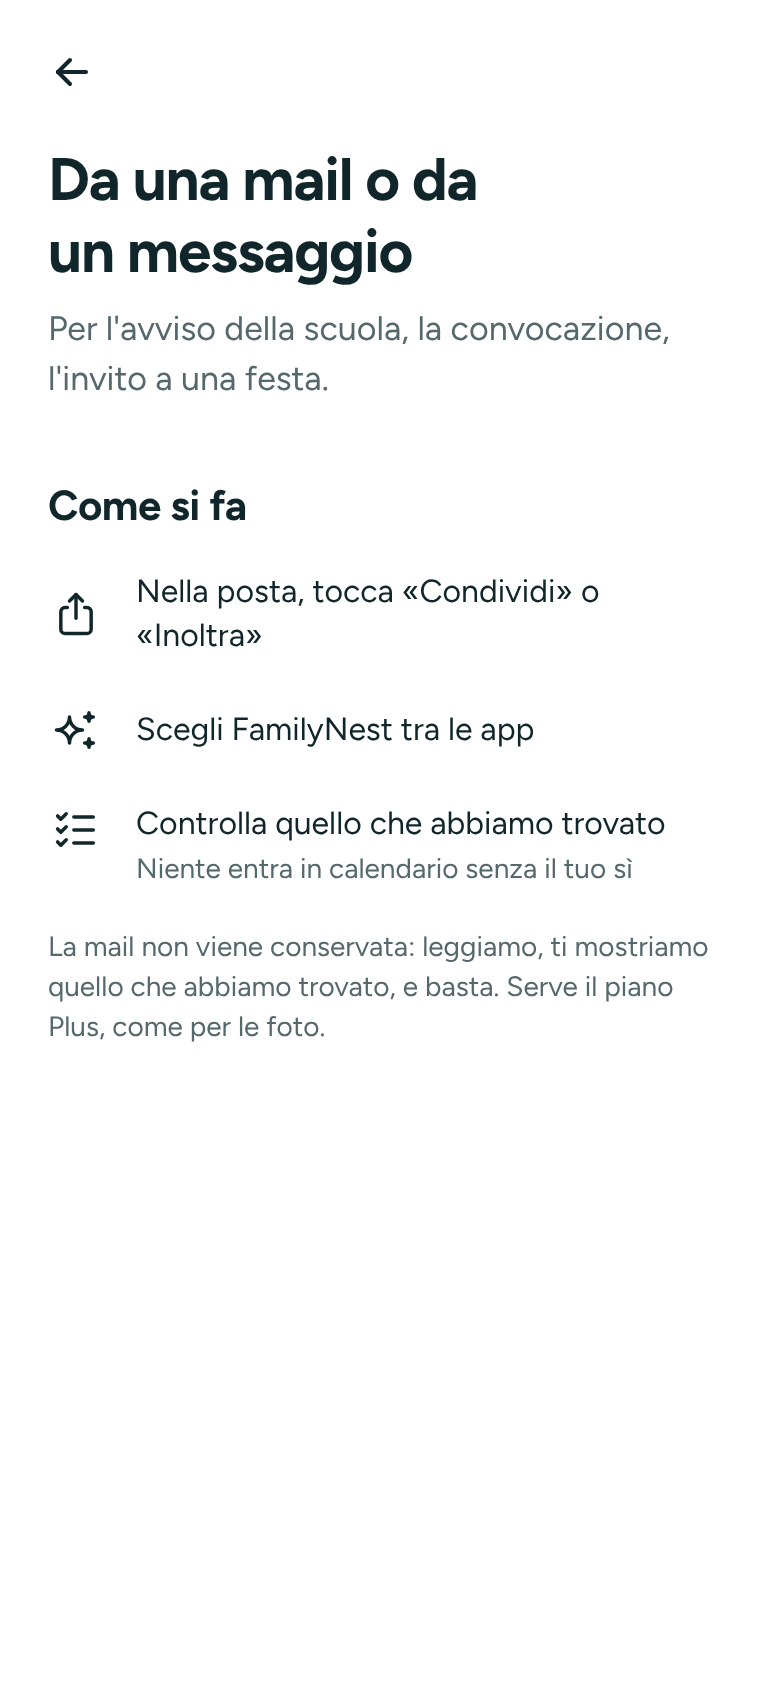 Da una mail o da
un messaggio
Per l'avviso della scuola, la convocazione,
l'invito a una festa.
Come si fa
Nella posta, tocca «Condividi» o
«Inoltra»
Scegli FamilyNest tra le app
Controlla quello che abbiamo trovato
Niente entra in calendario senza il tuo sì
La mail non viene conservata: leggiamo, ti mostriamo
quello che abbiamo trovato, e basta. Serve il piano
Plus, come per le foto.